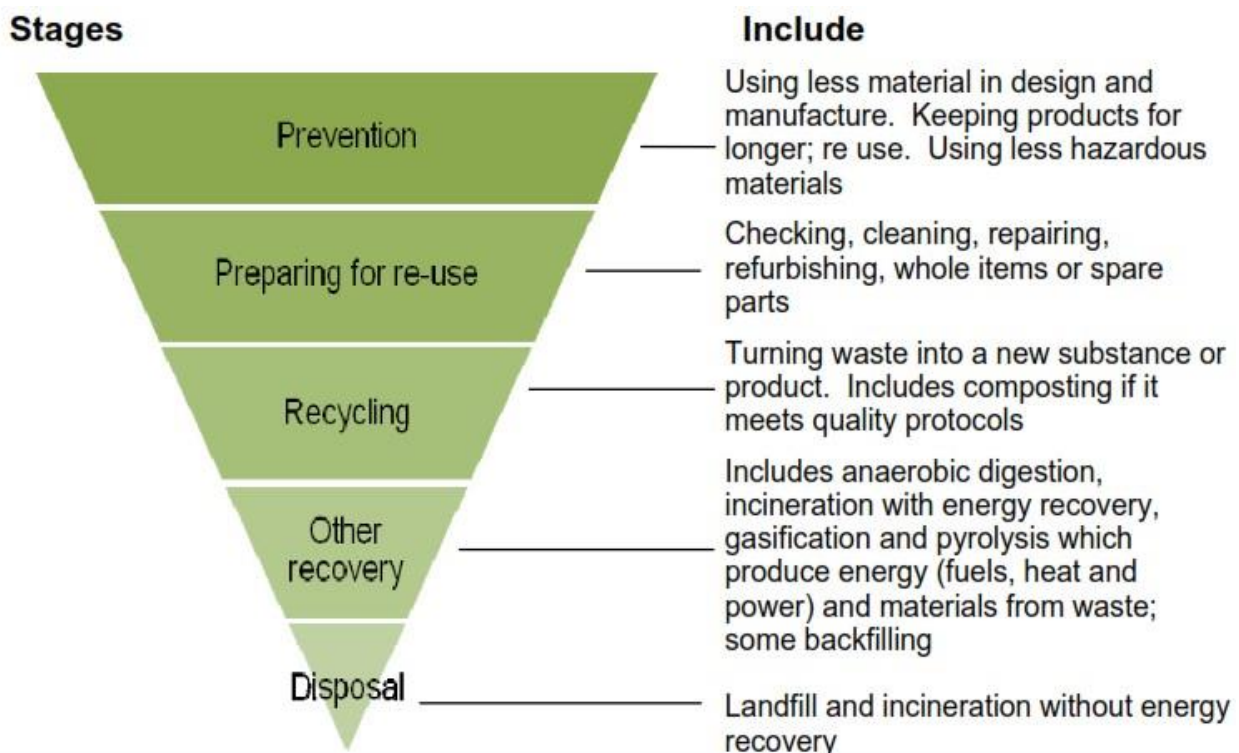 Stages
Include
Prevention
Using less material in design and
manufacture. Keeping products for
longer; re use. Using less hazardous
materials
Preparing for re-use
Checking, cleaning, repairing,
refurbishing, whole items or spare
parts
Recycling
Turning waste into a new substance or
product. Includes composting if it
meets quality protocols
Other
recovery
Includes anaerobic digestion,
incineration with energy recovery,
gasification and pyrolysis which
produce energy (fuels, heat and
power) and materials from waste;
some backfilling
Disposal
Landfill and incineration without energy
recovery